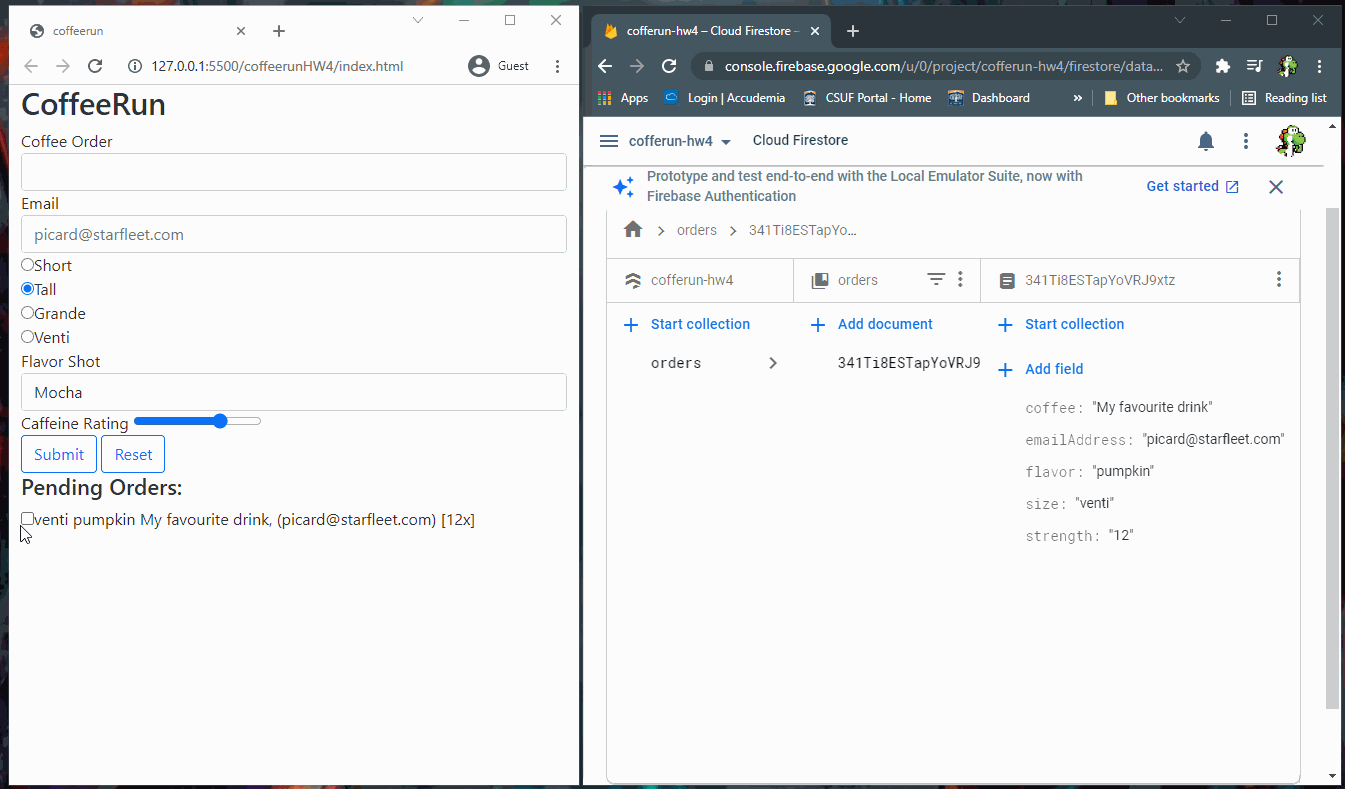 coffeerun
127.0.0.1:5500/coffeerunHW4/index.html
Guest
CoffeeRun
Coffee Order
Email
picard@starfleet.com
Short
Tall
Grande
Venti
Flavor Shot
Mocha
Caffeine Rating
Submit Reset
Pending Orders:
venti pumpkin My favourite drink, (picard@starfleet.com) [12x]
cofferun-hw4 – Cloud Firestore –
console.firebase.google.com/u/0/project/cofferun-hw4/firestore/data...
Apps Login | Accudemia CSUF Portal - Home Dashboard » Other bookmarks Reading list
cofferun-hw4 Cloud Firestore
Prototype and test end-to-end with the Local Emulator Suite, now with
Firebase Authentication
Get started
orders 341Ti8ESTapYo...
cofferun-hw4 orders 341Ti8ESTapYoVRJ9xtz
Start collection Add document Start collection
orders 341Ti8ESTapYoVRJ9
Add field
coffee: "My favourite drink"
emailAddress: "picard@starfleet.com"
flavor: "pumpkin"
size: "venti"
strength: "12"